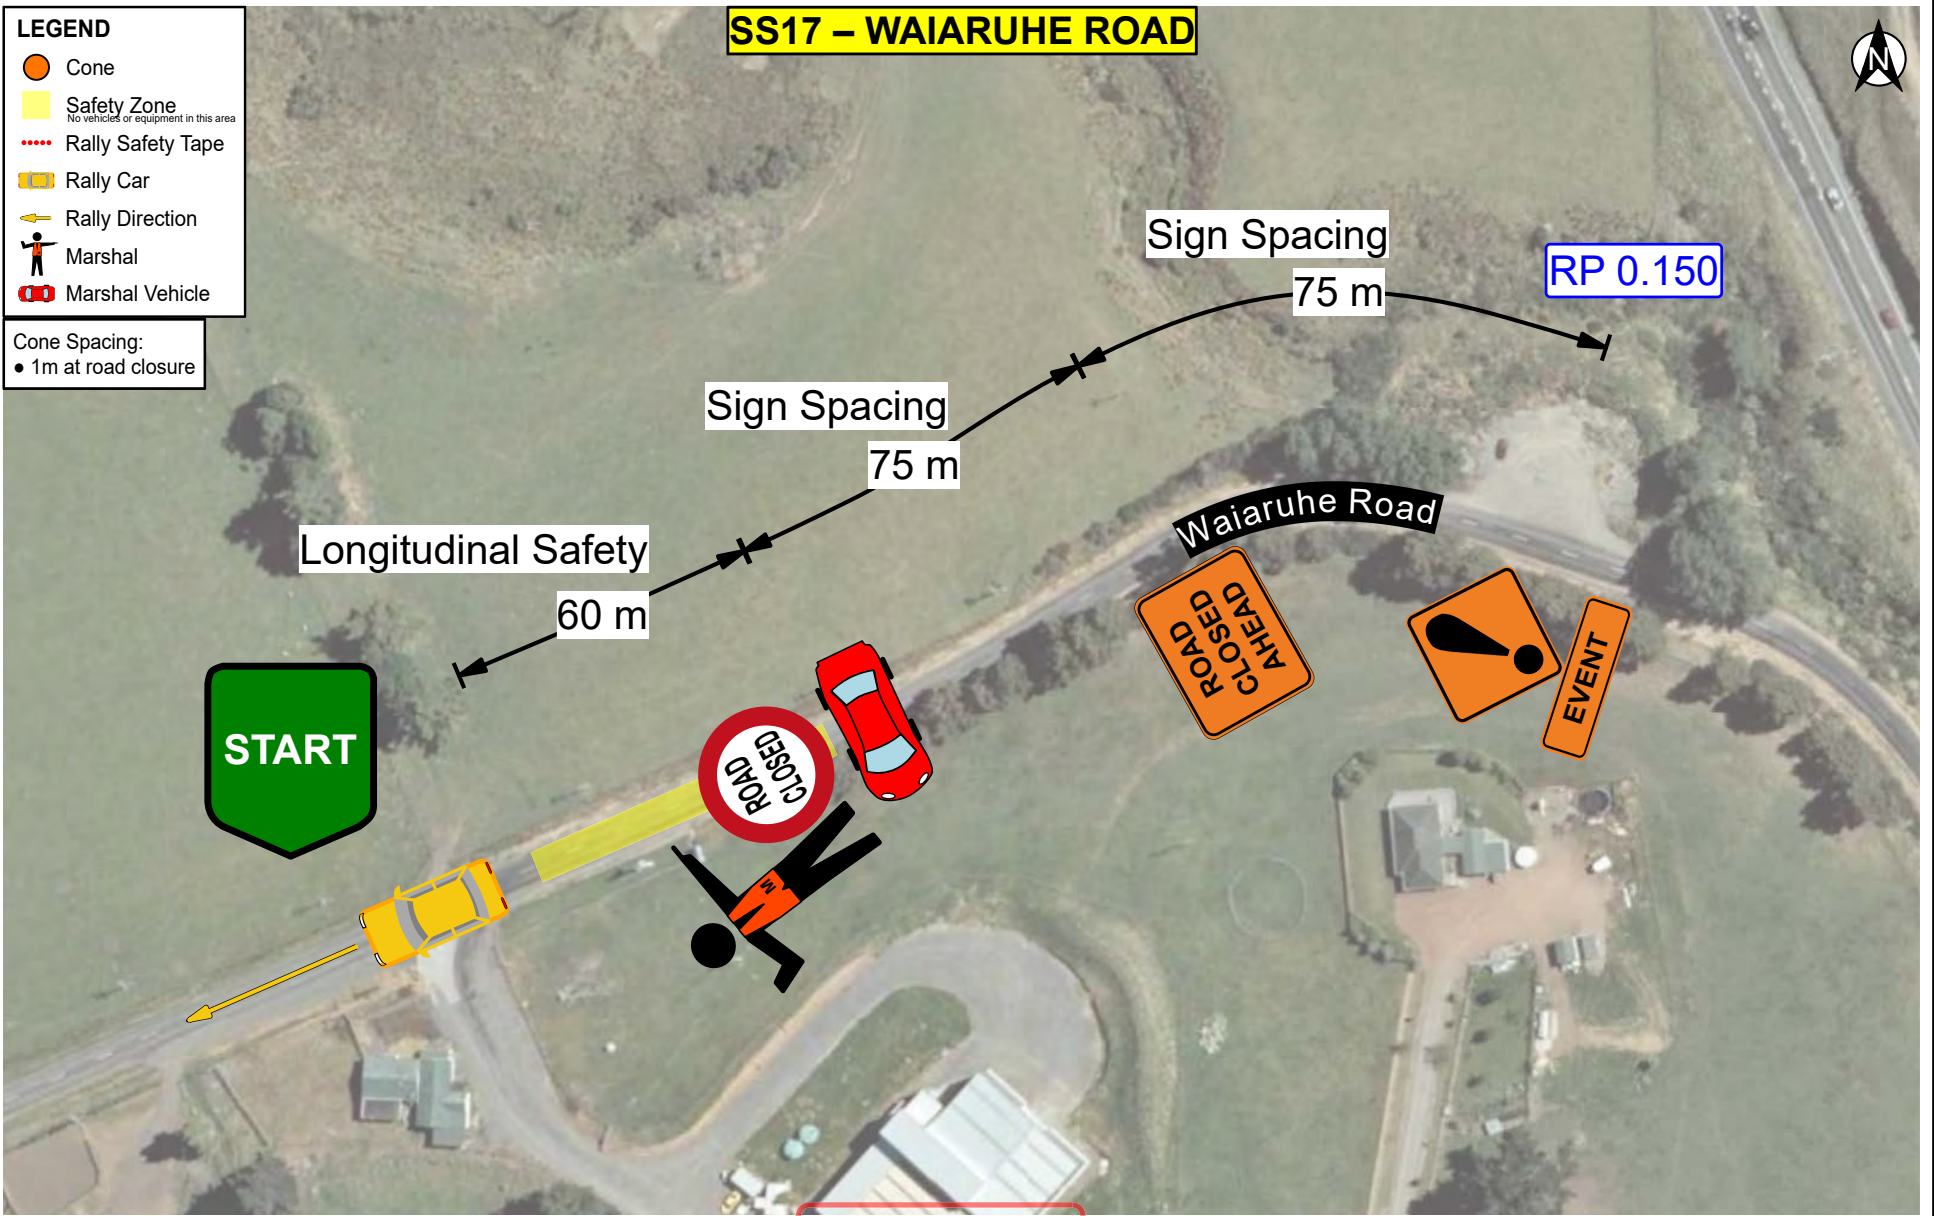 SS17 – WAIARUHE ROAD
N
LEGEND
Cone
Safety Zone
No vehicles or equipment in this area
Rally Safety Tape
Rally Car
Rally Direction
Marshal
Marshal Vehicle
Cone Spacing:
● 1m at road closure
Sign Spacing
75 m
RP 0.150
Sign Spacing
75 m
Longitudinal Safety
60 m
Waiaruhe Road
ROAD
CLOSED
AHEAD
EVENT
START
ROAD
CLOSED
M